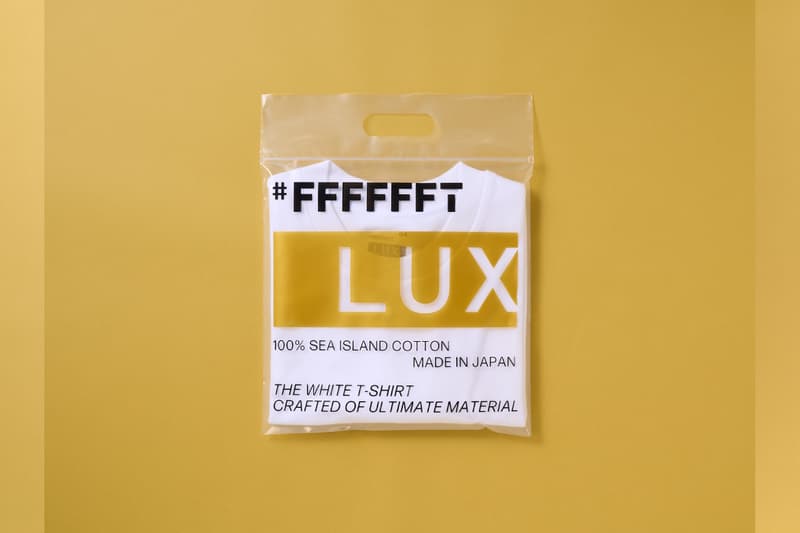 #FFFFFFT
LUX
100% SEA ISLAND COTTON
MADE IN JAPAN
THE WHITE T-SHIRT
CRAFTED OF ULTIMATE MATERIAL